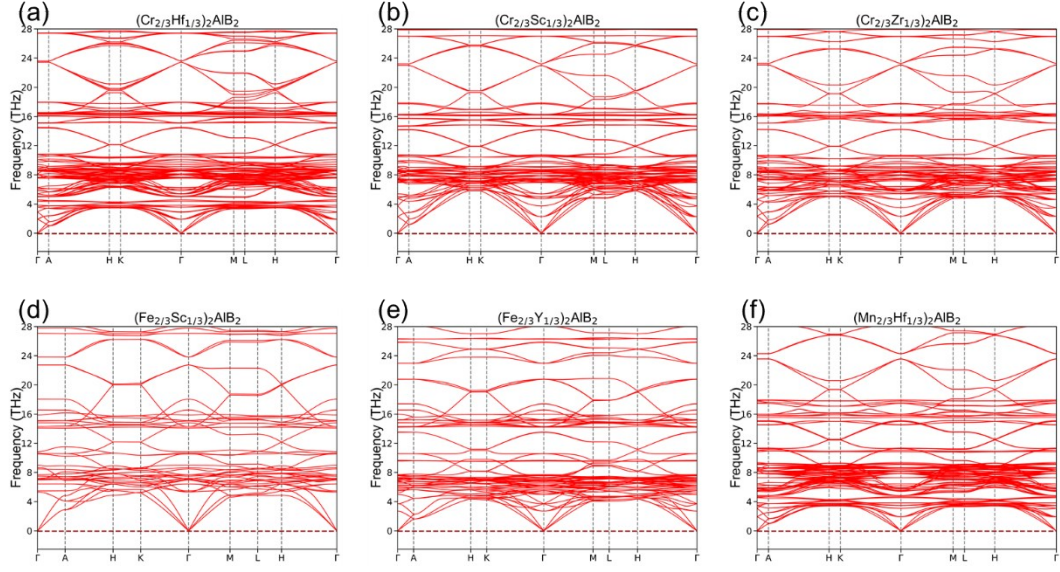 (a) (Cr2/3Hf1/3)2AlB2
Frequency (THz)
28
24
20
16
12
8
4
0
Γ A H K Γ M L H Γ
(b) (Cr2/3Sc1/3)2AlB2
Frequency (THz)
28
24
20
16
12
8
4
0
Γ A H K Γ M L H Γ
(c) (Cr2/3Zr1/3)2AlB2
Frequency (THz)
28
24
20
16
12
8
4
0
Γ A H K Γ M L H Γ
(d) (Fe2/3Sc1/3)2AlB2
Frequency (THz)
28
24
20
16
12
8
4
0
Γ A H K Γ M L H Γ
(e) (Fe2/3Y1/3)2AlB2
Frequency (THz)
28
24
20
16
12
8
4
0
Γ A H K Γ M L H Γ
(f) (Mn2/3Hf1/3)2AlB2
Frequency (THz)
28
24
20
16
12
8
4
0
Γ A H K Γ M L H Γ